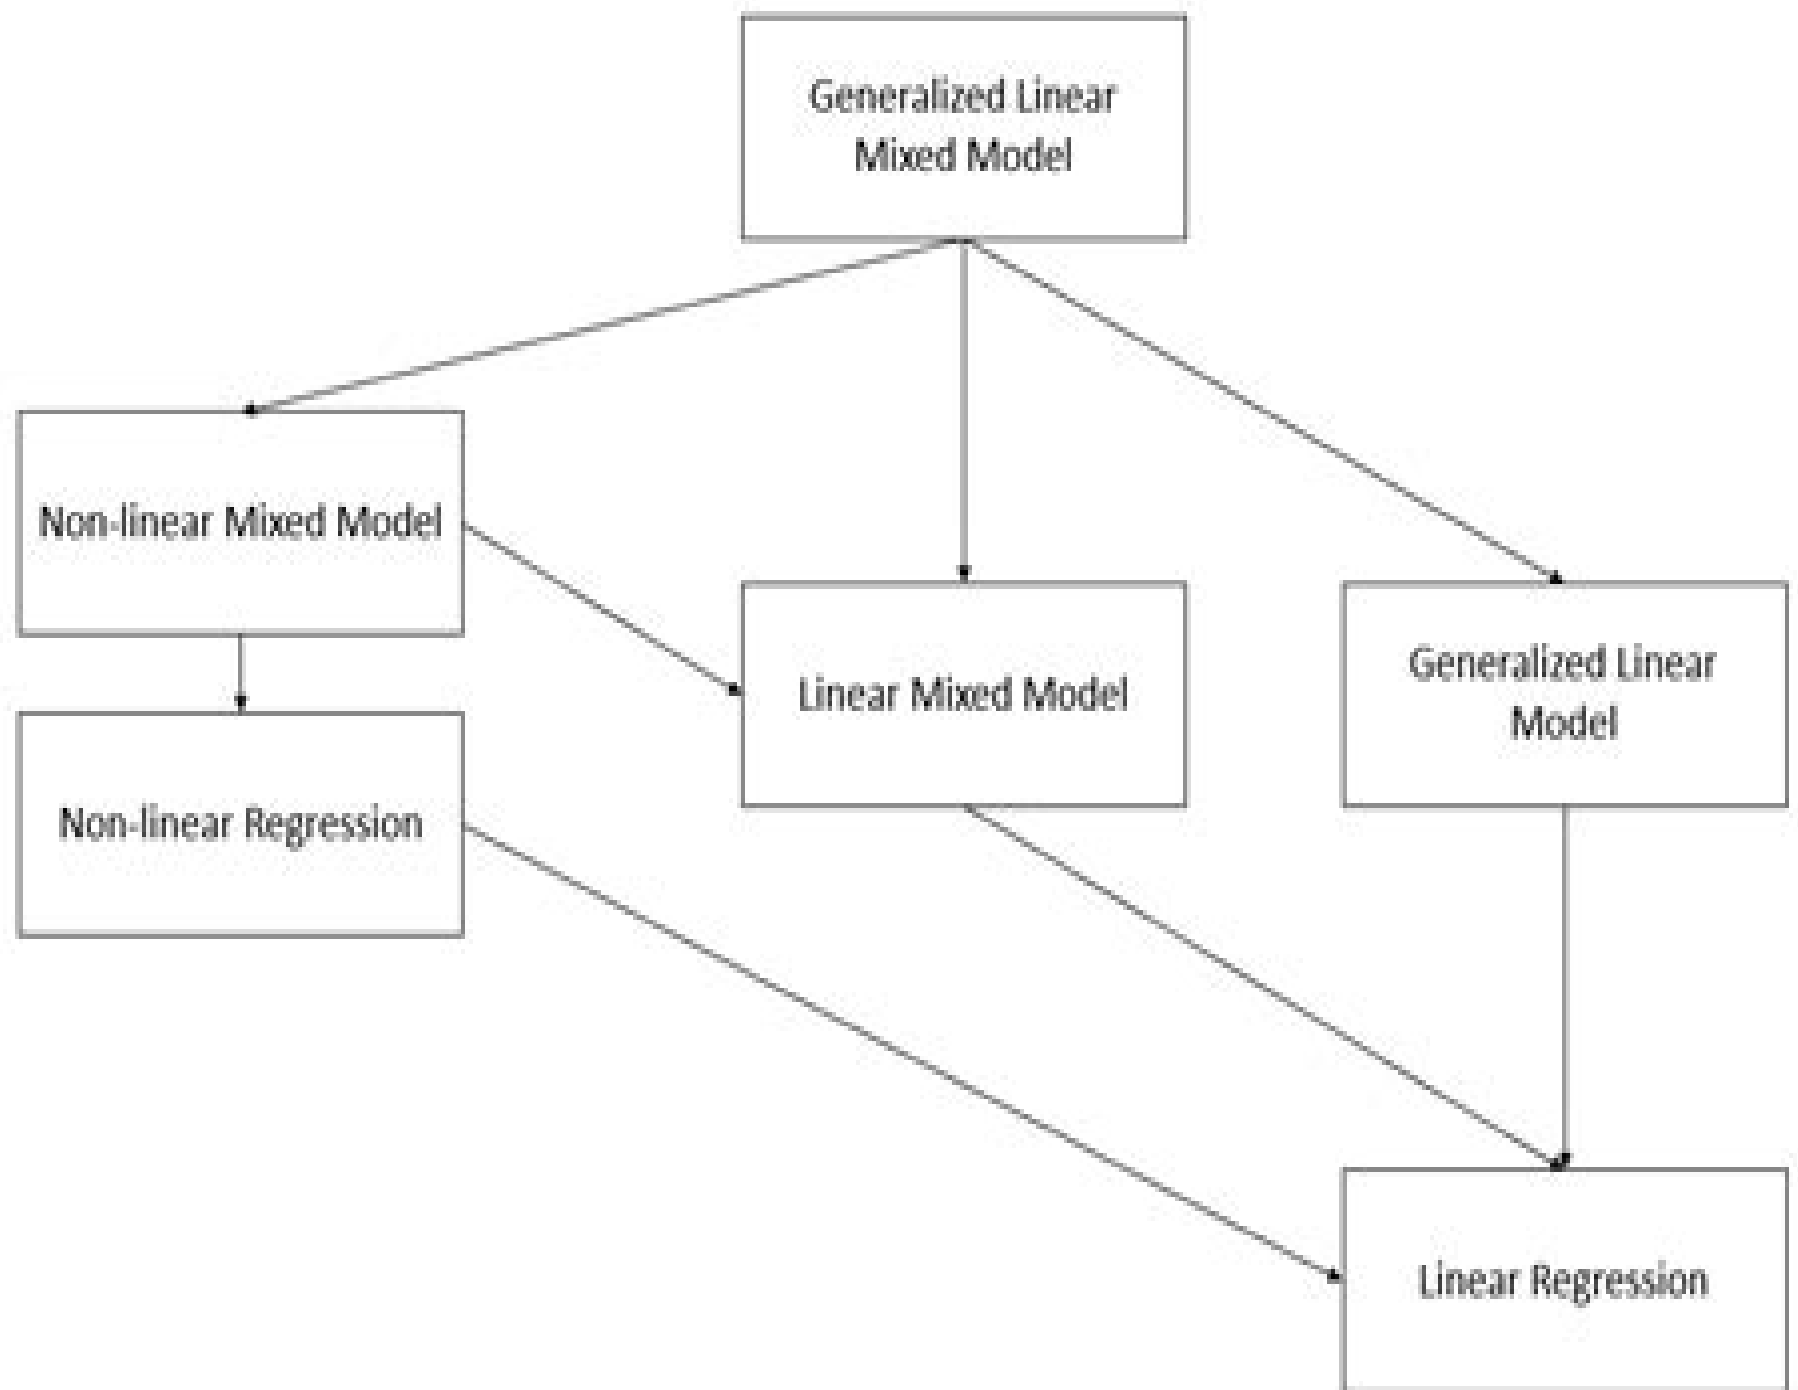 Generalized Linear
Mixed Model
Non-linear Mixed Model
Linear Mixed Model
Generalized Linear
Model
Non-linear Regression
Linear Regression